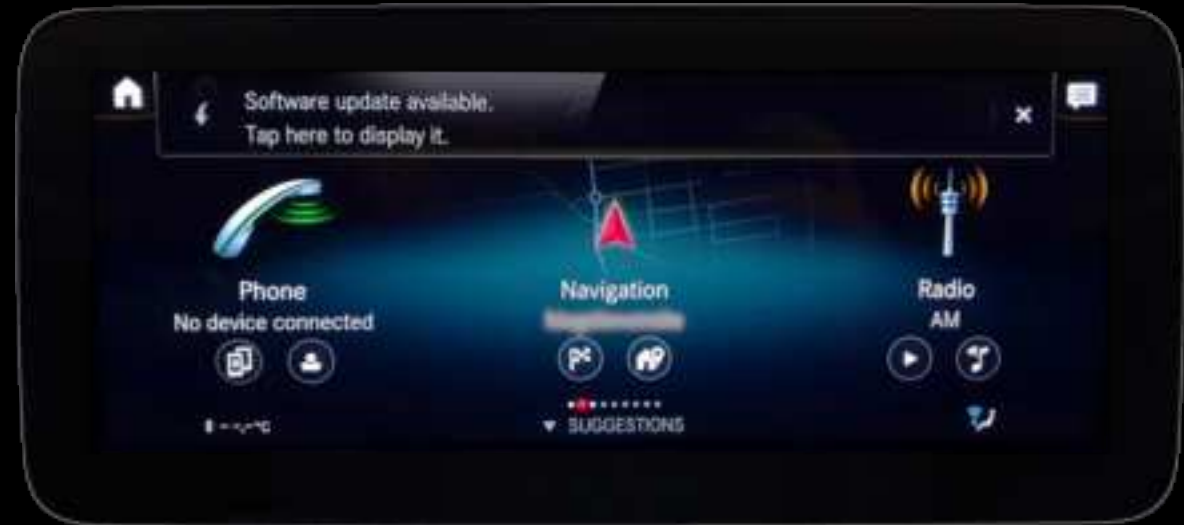 Software update available.
Tap here to display it.
Phone
No device connected
Navigation
Radio
AM
--,-°C
SUGGESTIONS